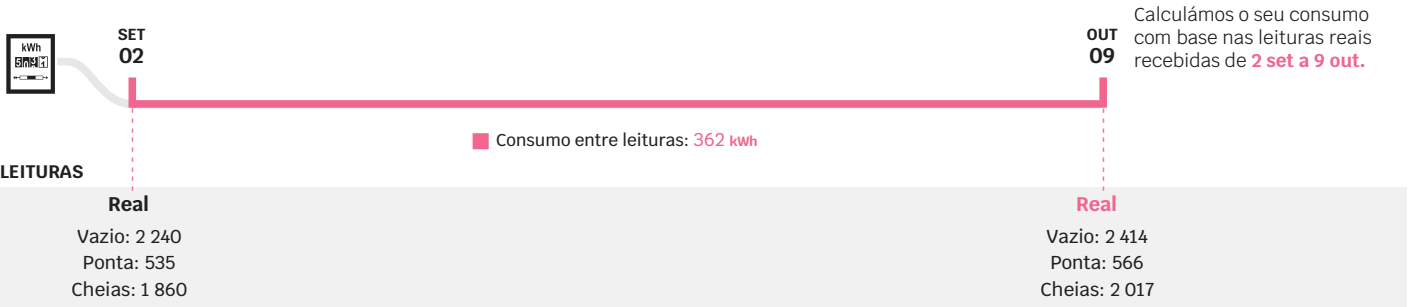 kWh
SET
02
OUT
09
Calculámos o seu consumo
com base nas leituras reais
recebidas de 2 set a 9 out.
Consumo entre leituras: 362 kWh
LEITURAS
Real
Vazio: 2 240
Ponta: 535
Cheias: 1 860
Real
Vazio: 2 414
Ponta: 566
Cheias: 2 017